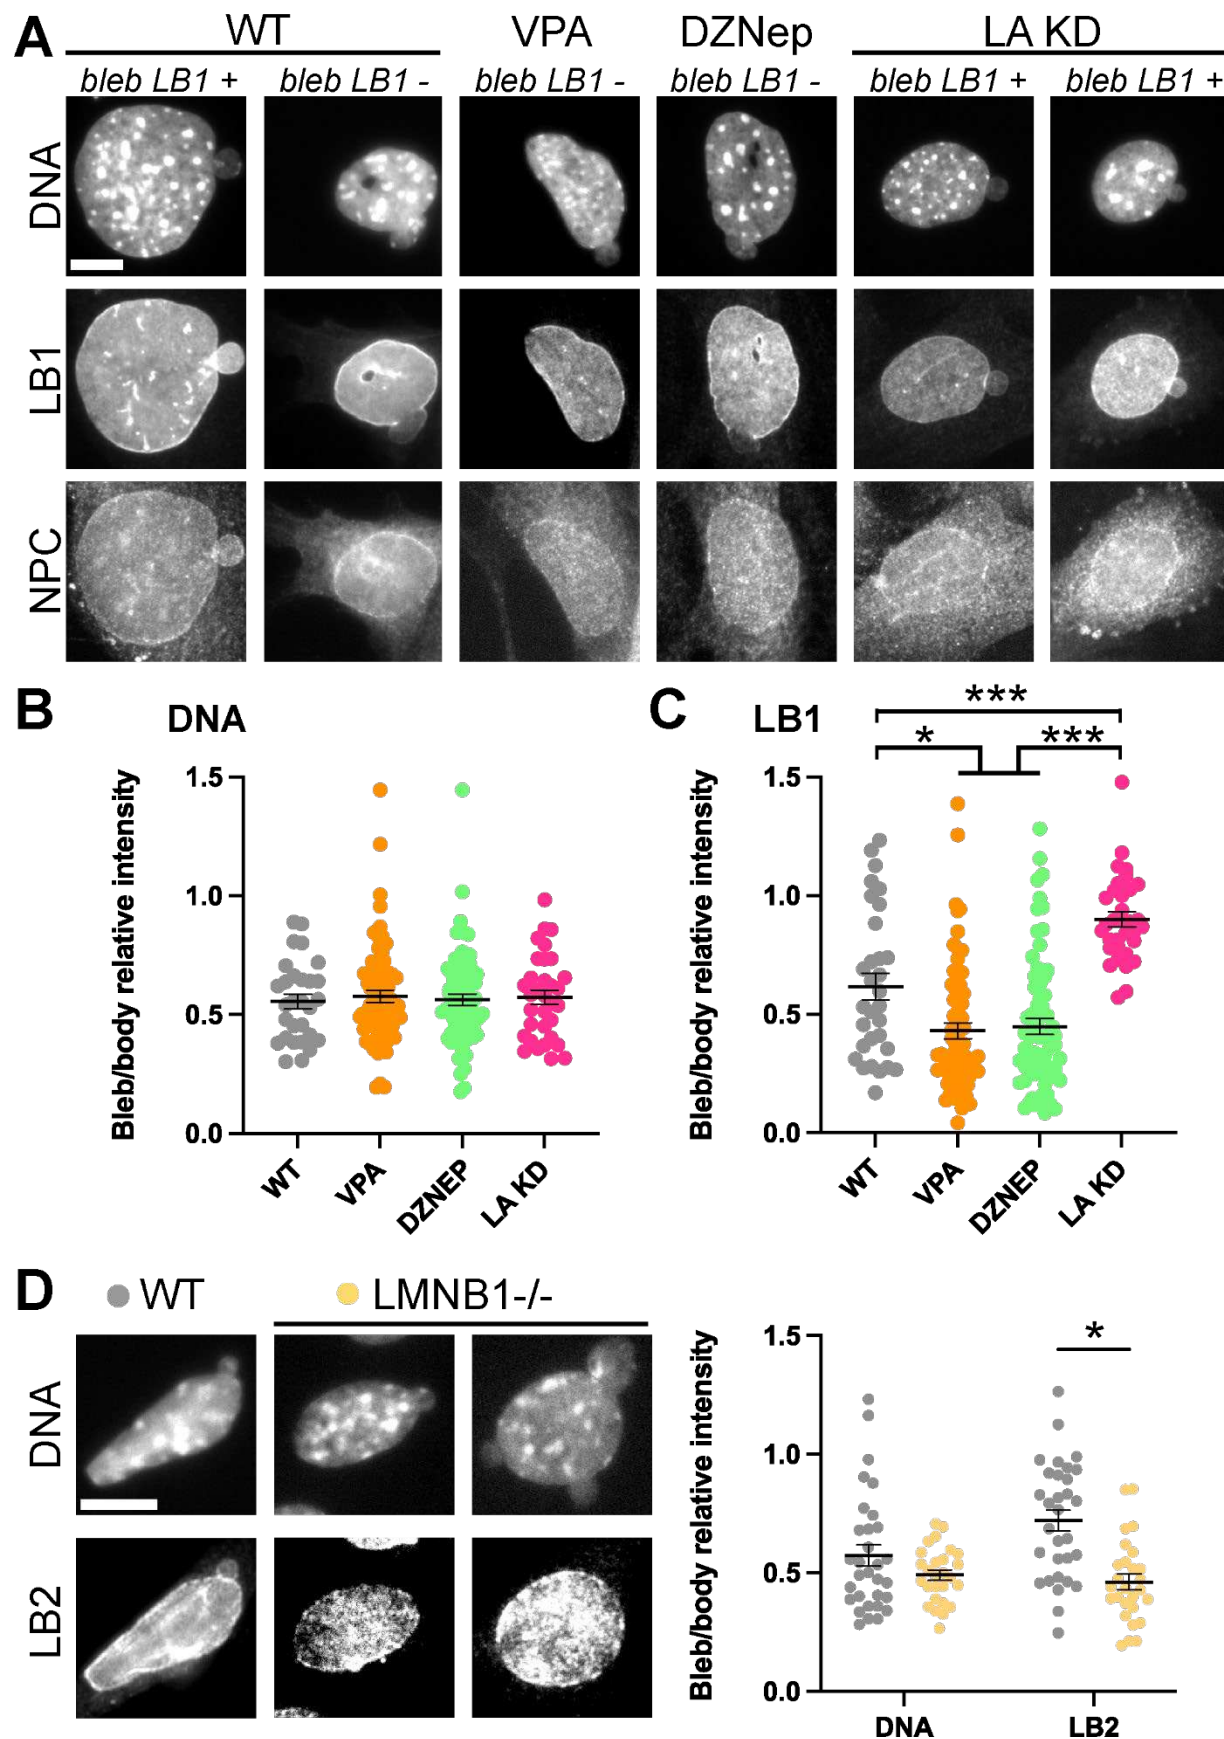 A
WT VPA DZNep LA KD
bleb LB1 + bleb LB1 - bleb LB1 - bleb LB1 - bleb LB1 + bleb LB1 +
DNA
LB1
NPC
B DNA
Bleb/body relative intensity
1.5
1.0
0.5
0.0
WT VPA DZNEP LA KD
C LB1
***
* ***
Bleb/body relative intensity
1.5
1.0
0.5
0.0
WT VPA DZNEP LA KD
D WT LMNB1-/-
DNA
LB2
*
Bleb/body relative intensity
1.5
1.0
0.5
0.0
DNA LB2